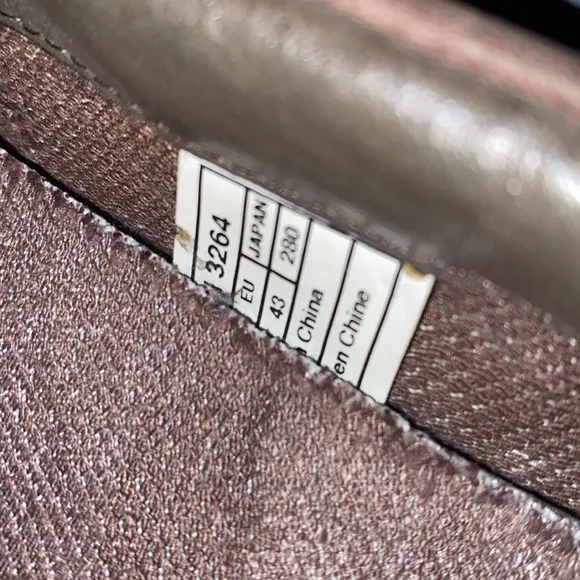 3264
EU JAPAN
43 280
China
en Chine